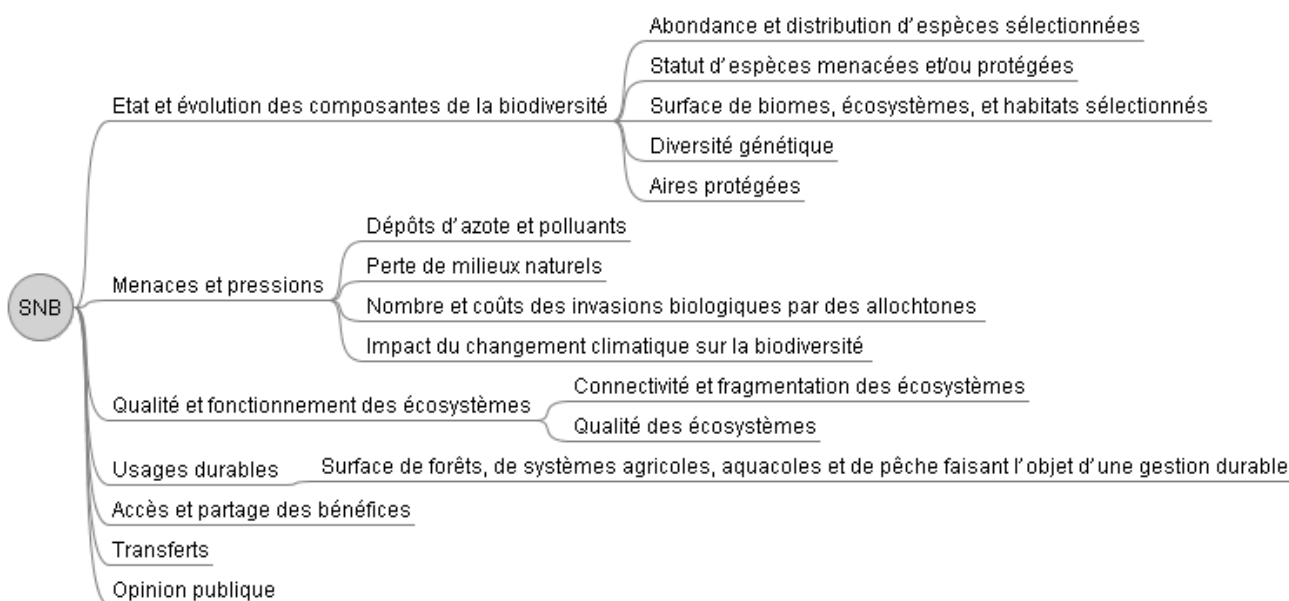 SNB
Etat et évolution des composantes de la biodiversité
Abondance et distribution d'espèces sélectionnées
Statut d'espèces menacées et/ou protégées
Surface de biomes, écosystèmes, et habitats sélectionnés
Diversité génétique
Aires protégées
Menaces et pressions
Dépôts d'azote et polluants
Perte de milieux naturels
Nombre et coûts des invasions biologiques par des allochtones
Impact du changement climatique sur la biodiversité
Qualité et fonctionnement des écosystèmes
Connectivité et fragmentation des écosystèmes
Qualité des écosystèmes
Usages durables
Surface de forêts, de systèmes agricoles, aquacoles et de pêche faisant l'objet d'une gestion durable
Accès et partage des bénéfices
Transferts
Opinion publique